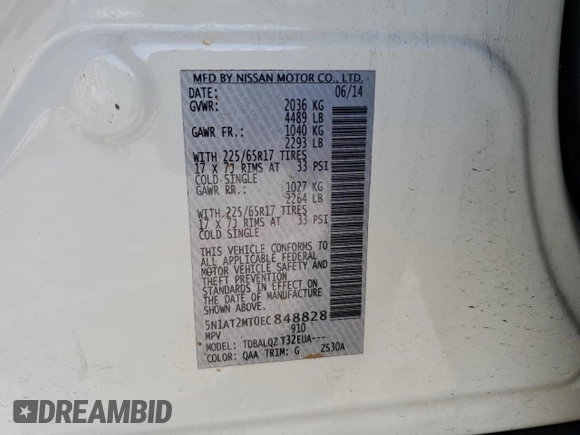 MFD BY NISSAN MOTOR CO., LTD.
DATE: 06/14
GVWR: 2036 KG
4489 LB
GAWR FR.: 1040 KG
2293 LB
WITH 225/65R17 TIRES
17 X 7J RIMS AT 33 PSI
COLD SINGLE
GAWR RR.: 1027 KG
2264 LB
WITH 225/65R17 TIRES
17 X 7J RIMS AT 33 PSI
COLD SINGLE
THIS VEHICLE CONFORMS TO
ALL APPLICABLE FEDERAL
MOTOR VEHICLE SAFETY AND
THEFT PREVENTION
STANDARDS IN EFFECT ON
THE DATE OF MANUFACTURE
SHOWN ABOVE.
5N1AT2MT0EC848828
MPV 910
MODEL: TDBALQZ T32EUA---
COLOR: QAA TRIM: G ZS30A
DREAMBID